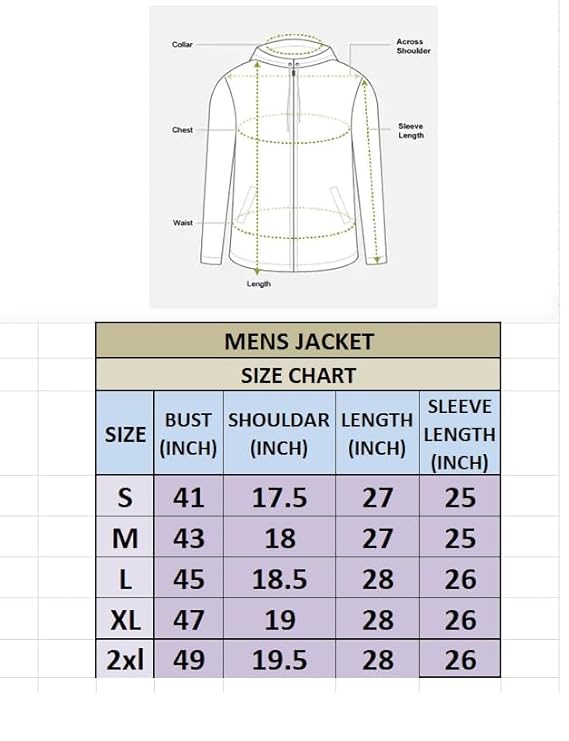 Collar
Across
Shoulder
Chest
Sleeve
Length
Waist
Length
MENS JACKET
SIZE CHART
SIZE BUST (INCH) SHOULDAR (INCH) LENGTH (INCH) SLEEVE LENGTH (INCH)
S 41 17.5 27 25
M 43 18 27 25
L 45 18.5 28 26
XL 47 19 28 26
2xl 49 19.5 28 26